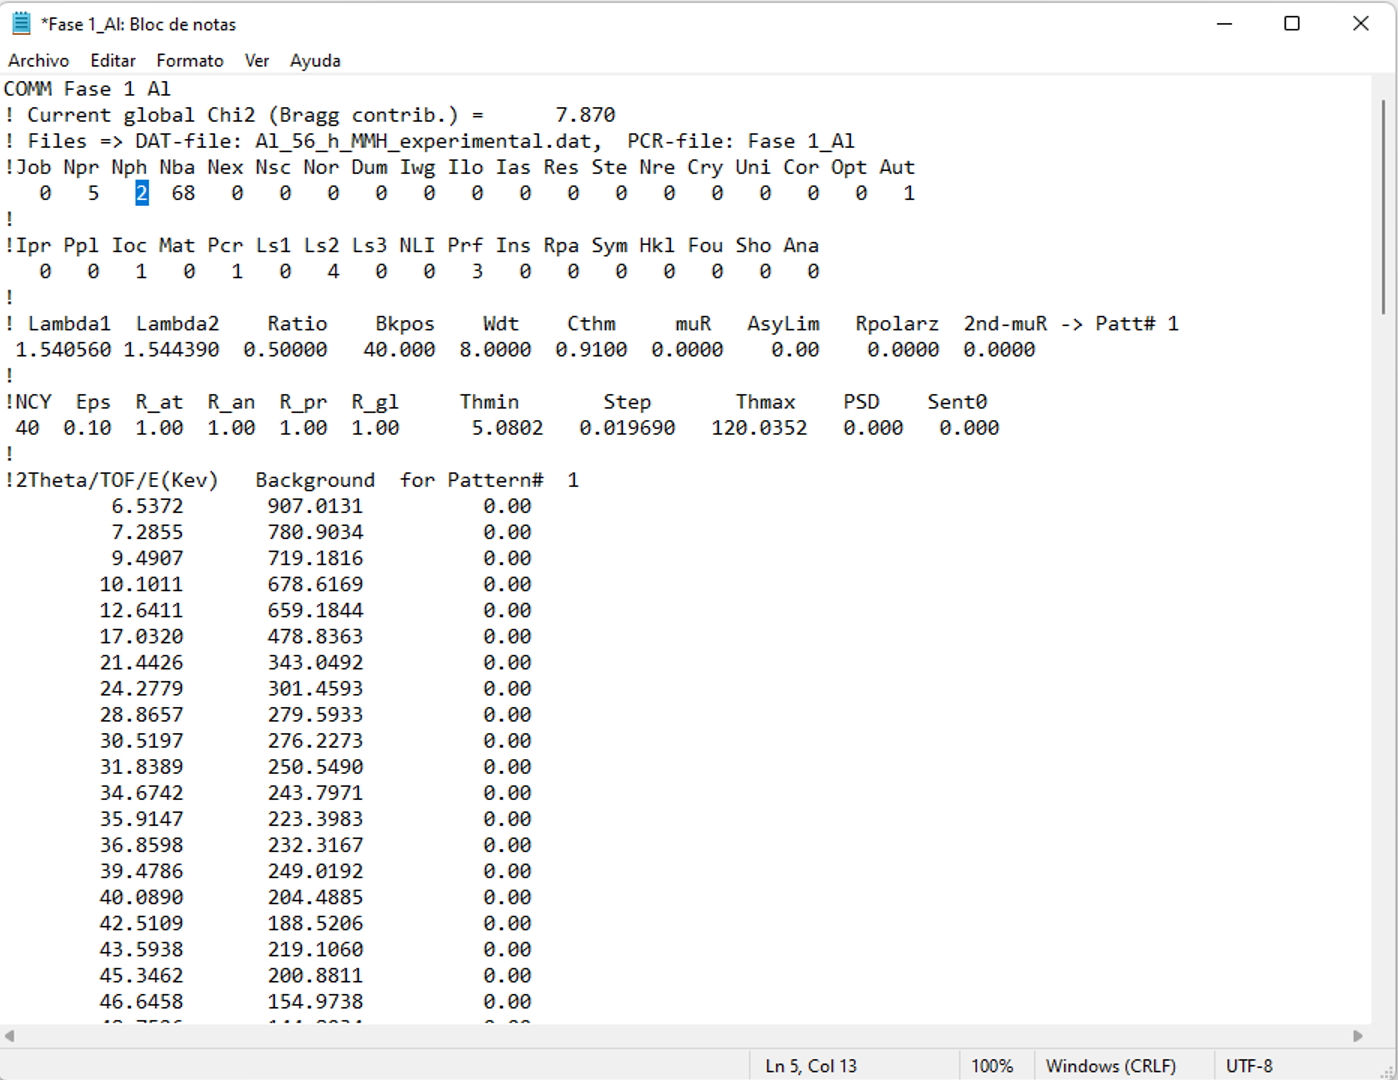 *Fase 1_Al: Bloc de notas
Archivo Editar Formato Ver Ayuda
COMM Fase 1 Al
! Current global Chi2 (Bragg contrib.) = 7.870
! Files => DAT-file: Al_56_h_MMH_experimental.dat, PCR-file: Fase 1_Al
!Job Npr Nph Nba Nex Nsc Nor Dum Iwg Ilo Ias Res Ste Nre Cry Uni Cor Opt Aut
0 5 2 68 0 0 0 0 0 0 0 0 0 0 0 0 0 0 1
!
!Ipr Ppl Ioc Mat Pcr Ls1 Ls2 Ls3 NLI Prf Ins Rpa Sym Hkl Fou Sho Ana
0 0 1 0 1 0 4 0 0 3 0 0 0 0 0 0 0
!
! Lambda1 Lambda2 Ratio Bkpos Wdt Cthm muR AsyLim Rpolarz 2nd-muR -> Patt# 1
1.540560 1.544390 0.50000 40.000 8.0000 0.9100 0.0000 0.00 0.0000 0.0000
!
!NCY Eps R_at R_an R_pr R_gl Thmin Step Thmax PSD Sent0
40 0.10 1.00 1.00 1.00 1.00 5.0802 0.019690 120.0352 0.000 0.000
!
!2Theta/TOF/E(Kev) Background for Pattern# 1
6.5372 907.0131 0.00
7.2855 780.9034 0.00
9.4907 719.1816 0.00
10.1011 678.6169 0.00
12.6411 659.1844 0.00
17.0320 478.8363 0.00
21.4426 343.0492 0.00
24.2779 301.4593 0.00
28.8657 279.5933 0.00
30.5197 276.2273 0.00
31.8389 250.5490 0.00
34.6742 243.7971 0.00
35.9147 223.3983 0.00
36.8598 232.3167 0.00
39.4786 249.0192 0.00
40.0890 204.4885 0.00
42.5109 188.5206 0.00
43.5938 219.1060 0.00
45.3462 200.8811 0.00
46.6458 154.9738 0.00
Ln 5, Col 13 100% Windows (CRLF) UTF-8